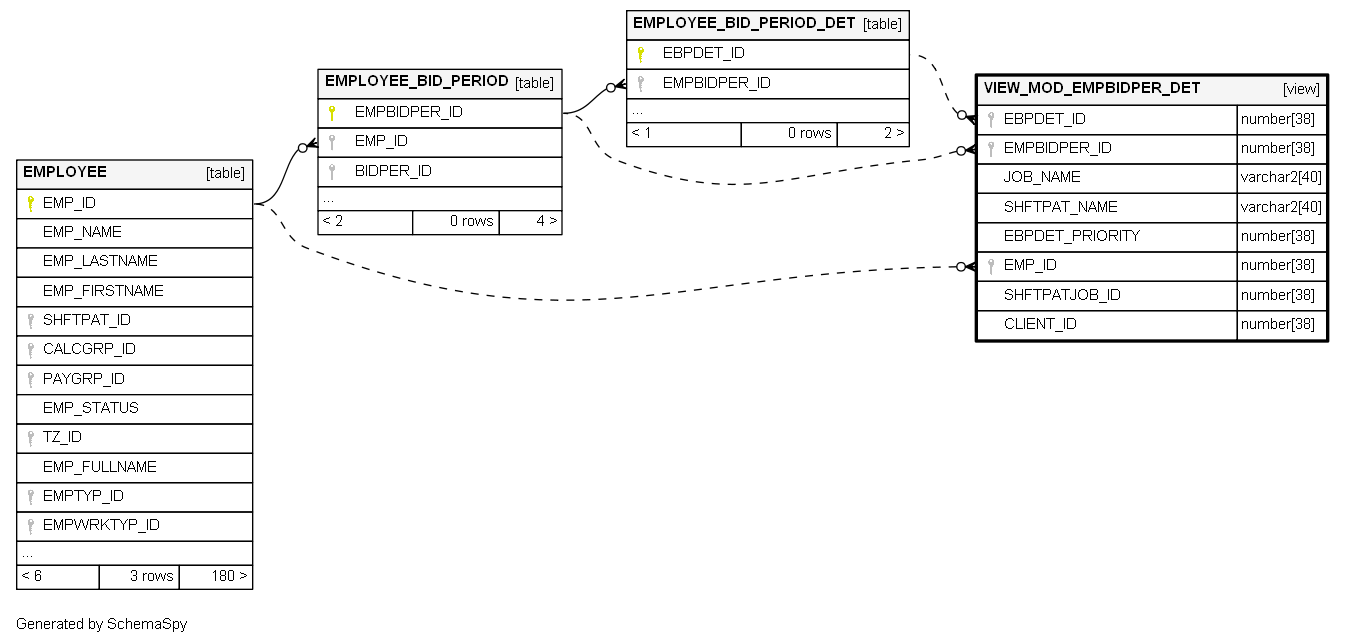 EMPLOYEE [table]
EMP_ID
EMP_NAME
EMP_LASTNAME
EMP_FIRSTNAME
SHFTPAT_ID
CALCGRP_ID
PAYGRP_ID
EMP_STATUS
TZ_ID
EMP_FULLNAME
EMPTYP_ID
EMPWRKTYP_ID
...
< 6 3 rows 180 >
EMPLOYEE_BID_PERIOD [table]
EMPBIDPER_ID
EMP_ID
BIDPER_ID
...
< 2 0 rows 4 >
EMPLOYEE_BID_PERIOD_DET [table]
EBPDET_ID
EMPBIDPER_ID
...
< 1 0 rows 2 >
VIEW_MOD_EMPBIDPER_DET [view]
EBPDET_ID number[38]
EMPBIDPER_ID number[38]
JOB_NAME varchar2[40]
SHFTPAT_NAME varchar2[40]
EBPDET_PRIORITY number[38]
EMP_ID number[38]
SHFTPATJOB_ID number[38]
CLIENT_ID number[38]
Generated by SchemaSpy